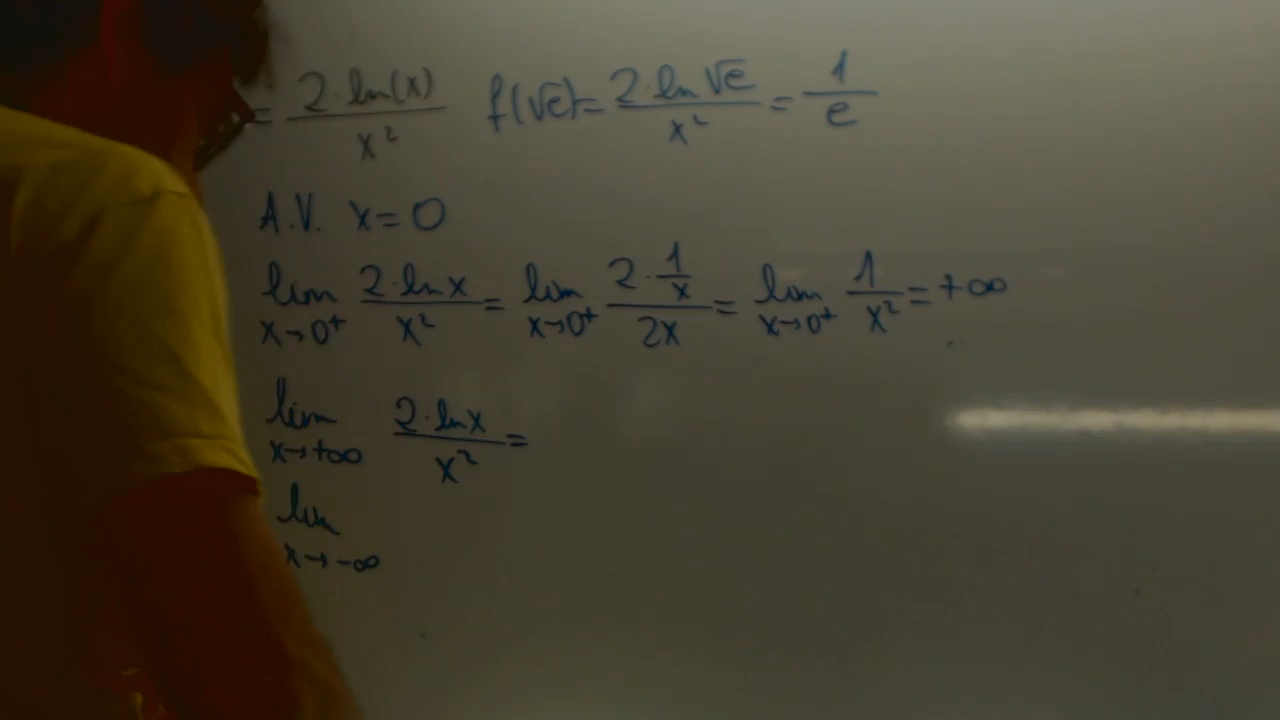 = 2·ln(x) / x² f(√e)= 2·ln √e / x² = 1/e
A.V. x=0
lim x→0⁺ 2·ln x / x² = lim x→0⁺ 2·1/x / 2x = lim x→0⁺ 1/x² = +∞
lim x→+∞ 2·ln x / x² =
lim x→-∞